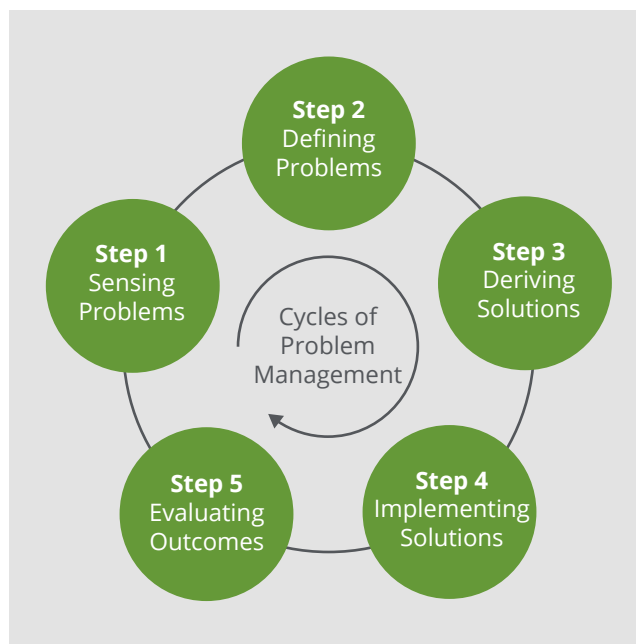 Step 1
Sensing
Problems
Step 2
Defining
Problems
Step 3
Deriving
Solutions
Step 4
Implementing
Solutions
Step 5
Evaluating
Outcomes
Cycles of
Problem
Management